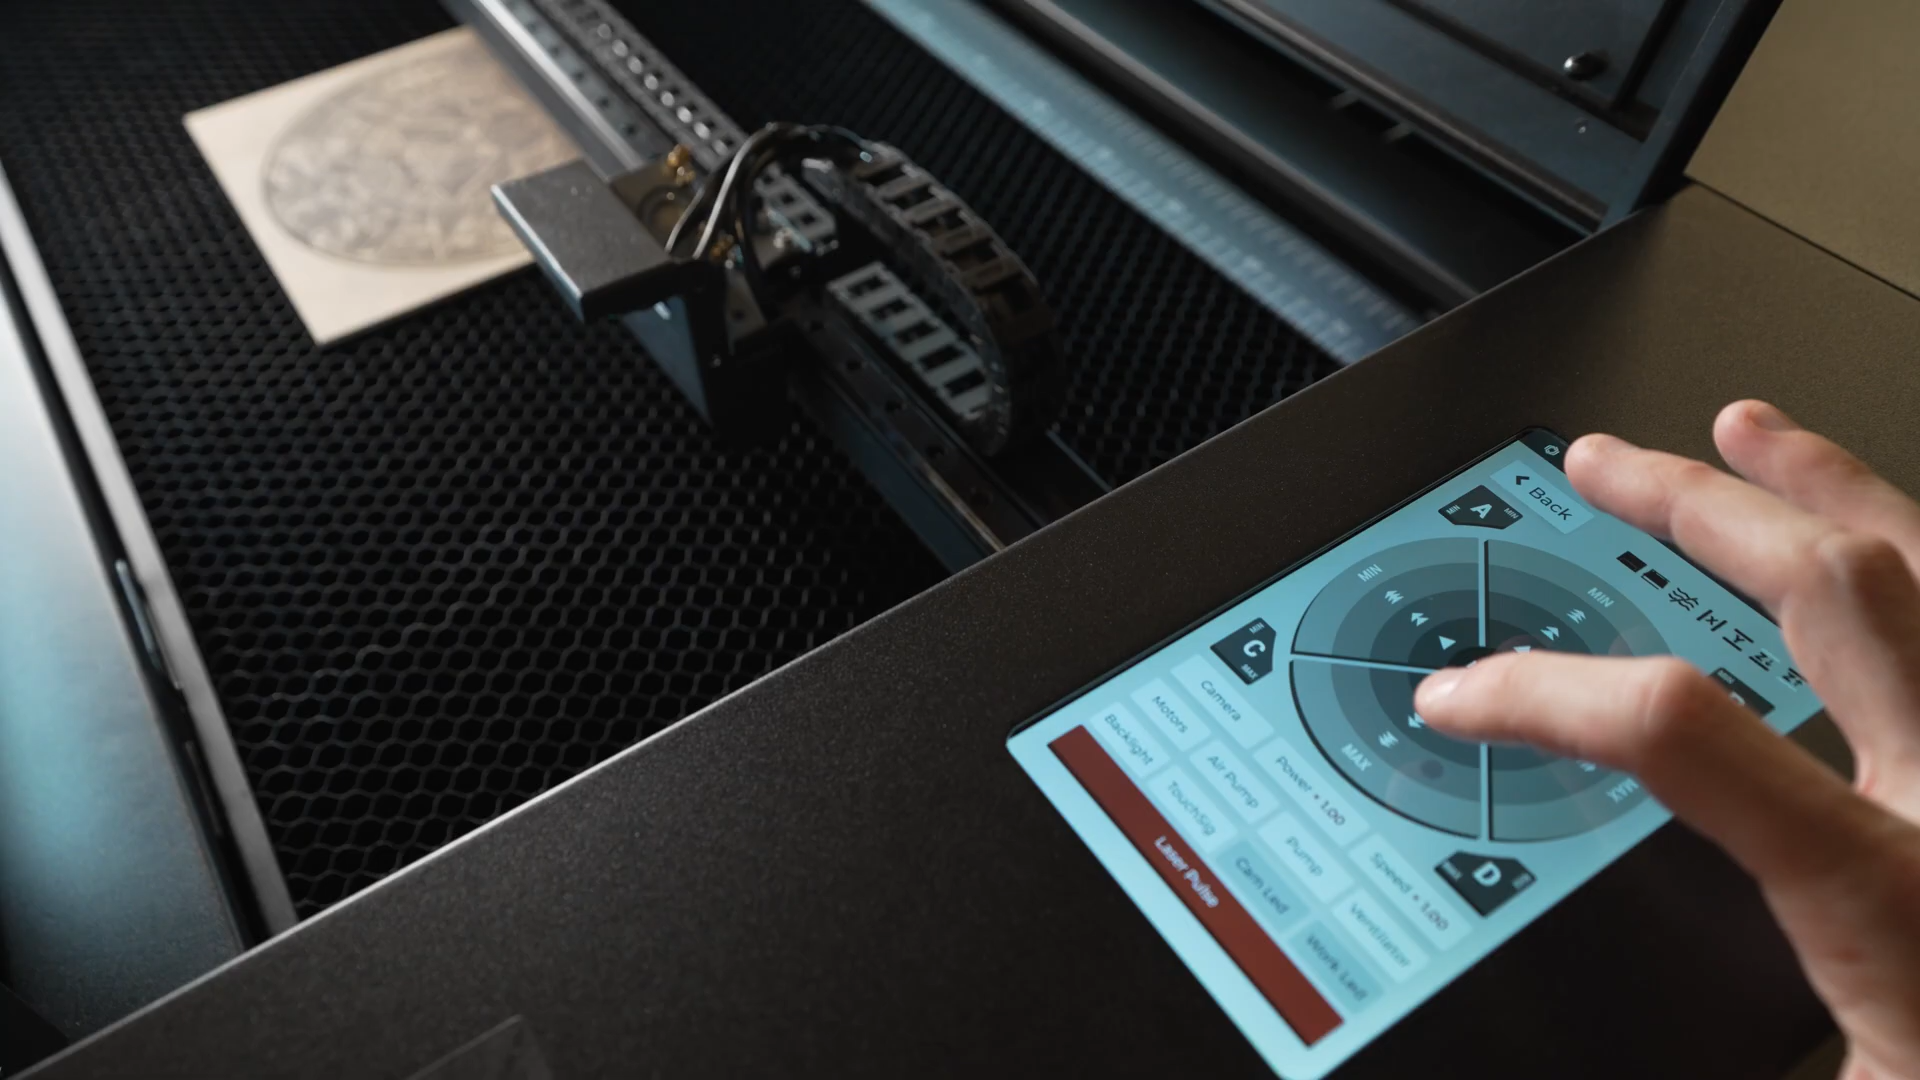 Back
A
MIN
MIN
MIN
MIN
C
MIN
MAX
MAX
MAX
D
Camera
Motors
Backlight
Power • 1.00
Air Pump
TouchSig
Speed • 1.00
Pump
Cam Led
Ventilator
Work Led
Laser Pulse